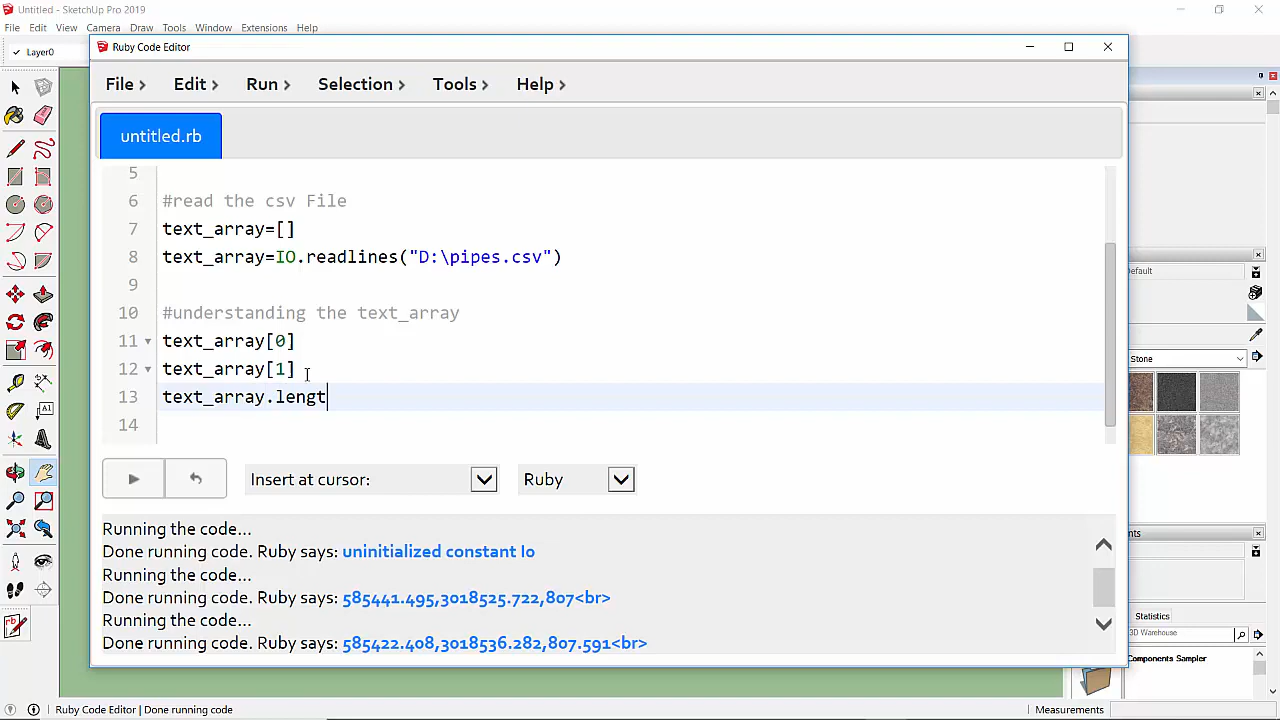 Untitled - SketchUp Pro 2019
File Edit View Camera Draw Tools Window Extensions Help
Layer0
Ruby Code Editor
File Edit Run Selection Tools Help
untitled.rb
5
6 #read the csv File
7 text_array=[]
8 text_array=IO.readlines("D:\pipes.csv")
9
10 #understanding the text_array
11 text_array[0]
12 text_array[1]
13 text_array.lengt
14
Insert at cursor: Ruby
Running the code...
Done running code. Ruby says: uninitialized constant Io
Running the code...
Done running code. Ruby says: 585441.495,3018525.722,807<br>
Running the code...
Done running code. Ruby says: 585422.408,3018536.282,807.591<br>
Default
Stone
nts
Statistics
3D Warehouse
Components Sampler
Ruby Code Editor | Done running code
Measurements